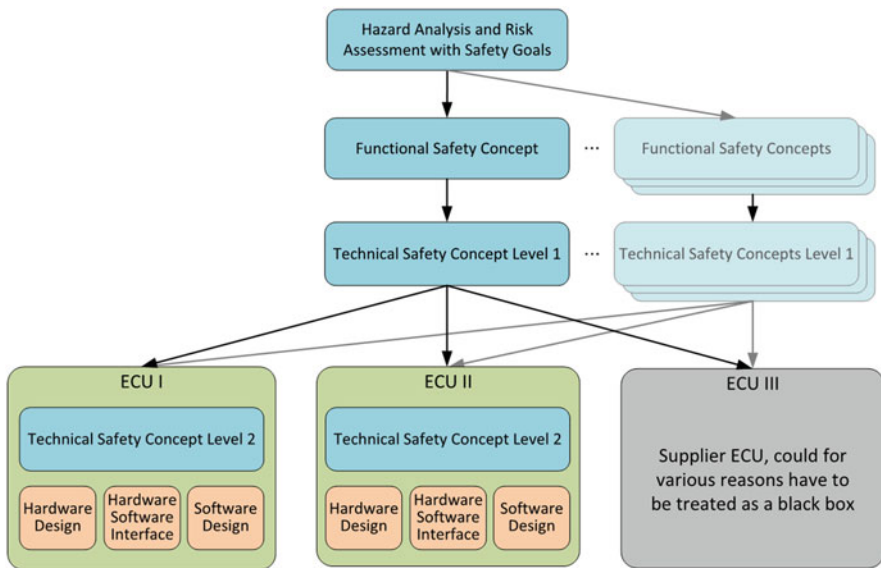 Hazard Analysis and Risk
Assessment with Safety Goals
Functional Safety Concept
...
Functional Safety Concepts
Technical Safety Concept Level 1
...
Technical Safety Concepts Level 1
ECU I
Technical Safety Concept Level 2
Hardware
Design
Hardware
Software
Interface
Software
Design
ECU II
Technical Safety Concept Level 2
Hardware
Design
Hardware
Software
Interface
Software
Design
ECU III
Supplier ECU, could for
various reasons have to
be treated as a black box